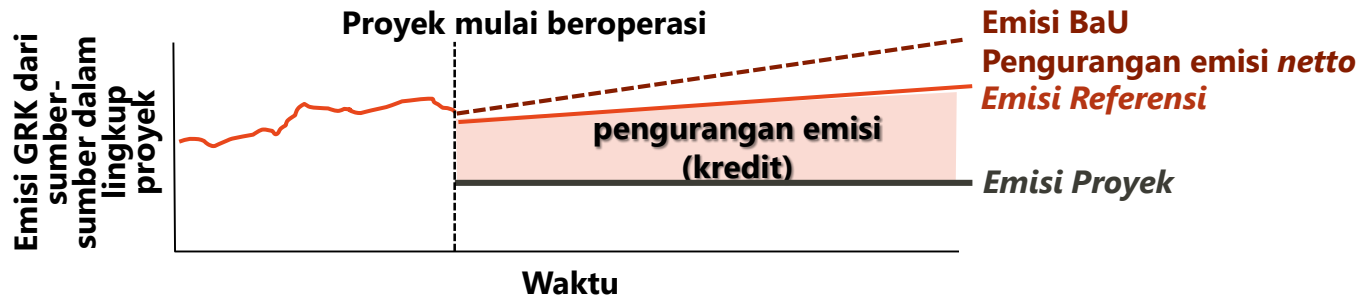 Proyek mulai beroperasi
Emisi GRK dari
sumber-
sumber dalam
lingkup
proyek
Emisi BaU
Pengurangan emisi netto
Emisi Referensi
pengurangan emisi
(kredit)
Emisi Proyek
Waktu